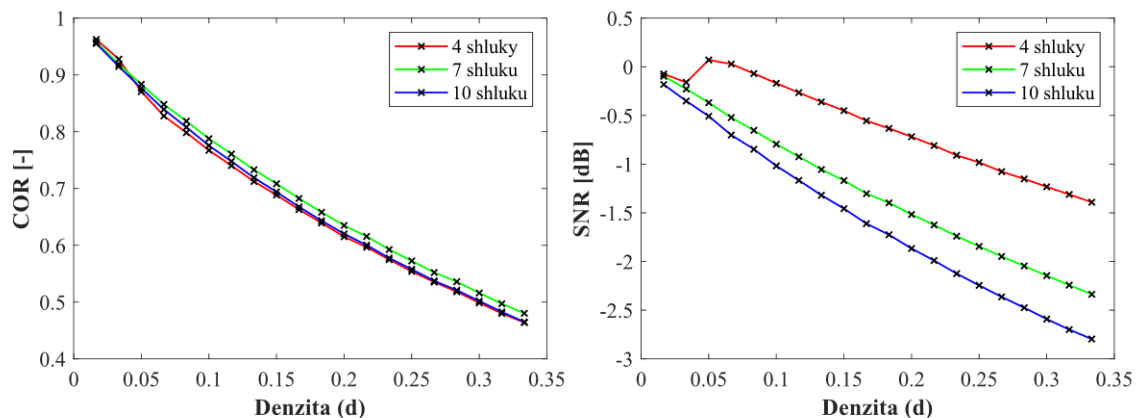 COR [-]
1
0.9
0.8
0.7
0.6
0.5
0.4
4 shluky
7 shluku
10 shluku
0 0.05 0.1 0.15 0.2 0.25 0.3 0.35
Denzita (d)
SNR [dB]
0.5
0
-0.5
-1
-1.5
-2
-2.5
-3
4 shluky
7 shluku
10 shluku
0 0.05 0.1 0.15 0.2 0.25 0.3 0.35
Denzita (d)